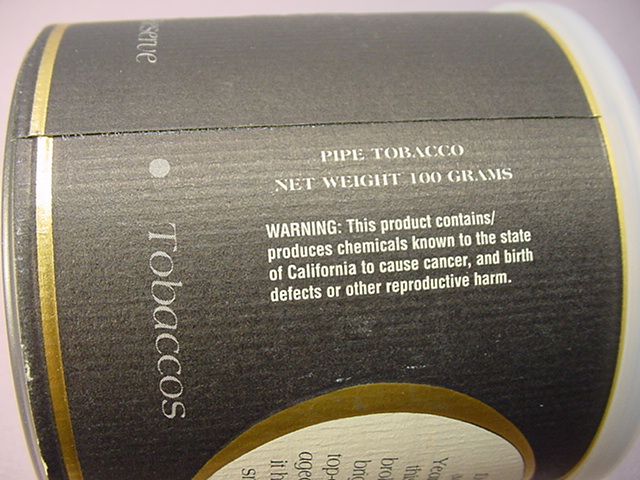 PIPE TOBACCO
NET WEIGHT 100 GRAMS
WARNING: This product contains/
produces chemicals known to the state
of California to cause cancer, and birth
defects or other reproductive harm.
Tobaccos